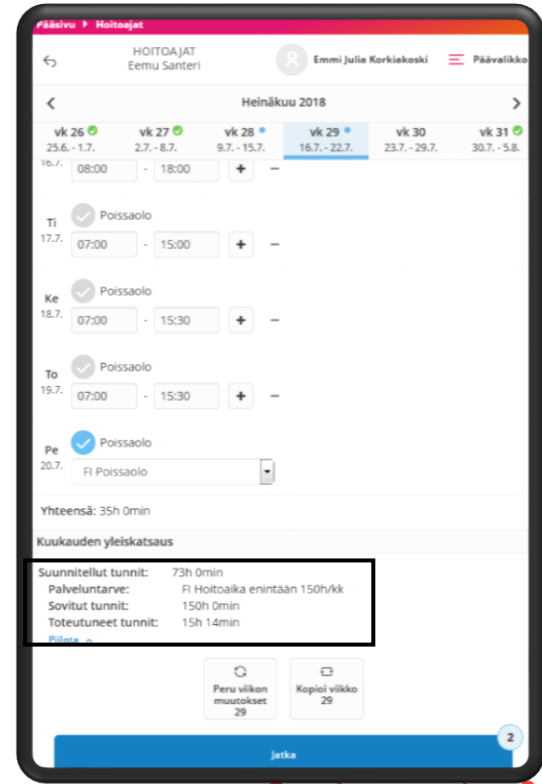 Pääsivu ▸ Hoitoajat
HOITOAJAT
Eemu Santeri
Emmi Julia Korkiakoski
Päävalikko
Heinäkuu 2018
vk 26 vk 27 vk 28 vk 29 vk 30 vk 31
25.6. - 1.7. 2.7. - 8.7. 9.7. - 15.7. 16.7. - 22.7. 23.7. - 29.7. 30.7. - 5.8.
16.7. 08:00 - 18:00 + −
Poissaolo
Ti
17.7. 07:00 - 15:00 + −
Poissaolo
Ke
18.7. 07:00 - 15:30 + −
Poissaolo
To
19.7. 07:00 - 15:30 + −
Poissaolo
Pe
20.7. FI Poissaolo
Yhteensä: 35h 0min
Kuukauden yleiskatsaus
Suunnitellut tunnit: 73h 0min
Palveluntarve: FI Hoitoaika enintään 150h/kk
Sovitut tunnit: 150h 0min
Toteutuneet tunnit: 15h 14min
Piilota
Peru viikon
muutokset
29
Kopioi viikko
29
2
Jatka